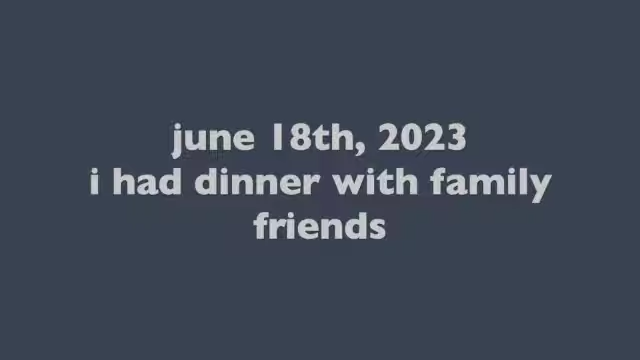 june 18th, 2023
i had dinner with family
friends